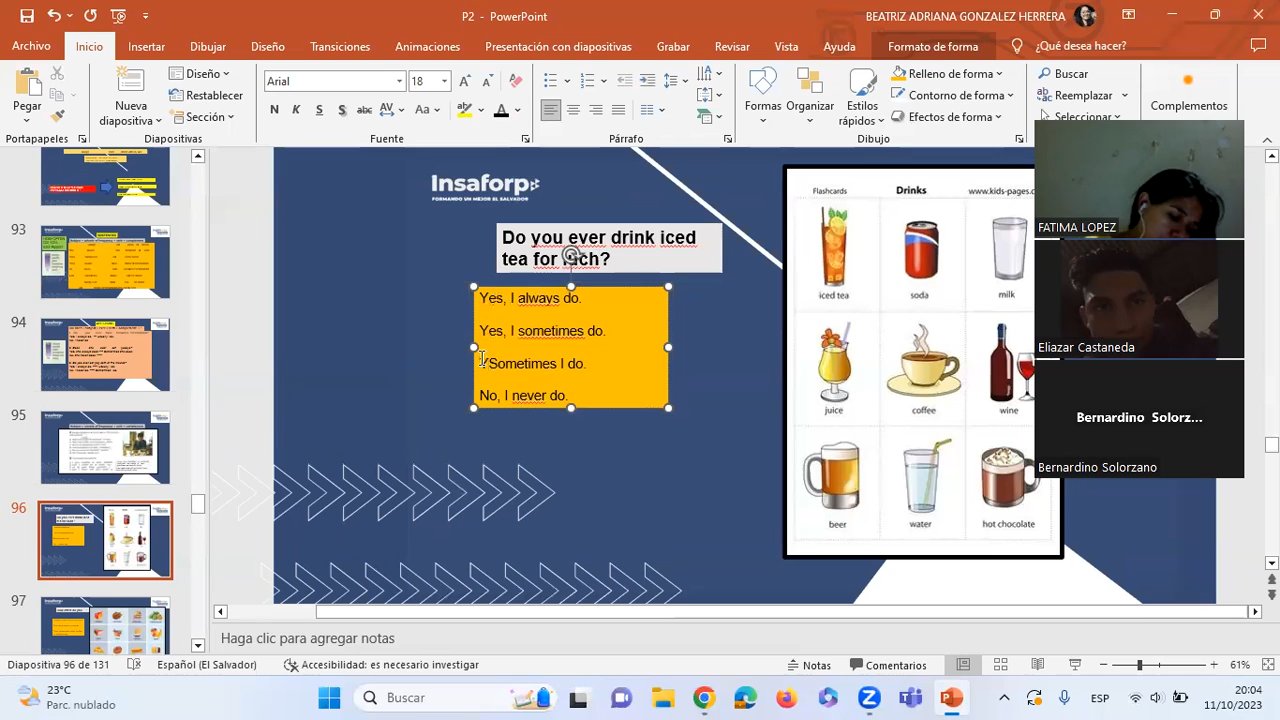 P2 - PowerPoint
BEATRIZ ADRIANA GONZALEZ HERRERA
Archivo
Inicio
Insertar
Dibujar
Diseño
Transiciones
Animaciones
Presentación con diapositivas
Grabar
Revisar
Vista
Ayuda
Formato de forma
¿Qué desea hacer?
Pegar
Nueva
diapositiva
Diseño
Restablecer
Sección
Arial
18
N K S S abc AV Aa A
Formas
Organizar
Estilos
rápidos
Relleno de forma
Contorno de forma
Efectos de forma
Buscar
Reemplazar
Seleccionar
Complementos
Portapapeles
Diapositivas
Fuente
Párrafo
Dibujo
93
94
95
96
97
Insaforp
FORMANDO UN MEJOR EL SALVADOR
Do you ever drink iced
Yes, I always do.
Yes, I sometimes do.
Sometimes I do.
No, I never do.
Flashcards
Drinks
www.kids-pages.c
iced tea
soda
milk
juice
coffee
wine
beer
water
hot chocolate
FATIMA LOPEZ
Eliazar Castaneda
Bernardino Solorz...
Bernardino Solorzano
Haga clic para agregar notas
Diapositiva 96 de 131
Español (El Salvador)
Accesibilidad: es necesario investigar
Notas
Comentarios
61%
23°C
Parc. nublado
Buscar
ESP
20:04
11/10/2023